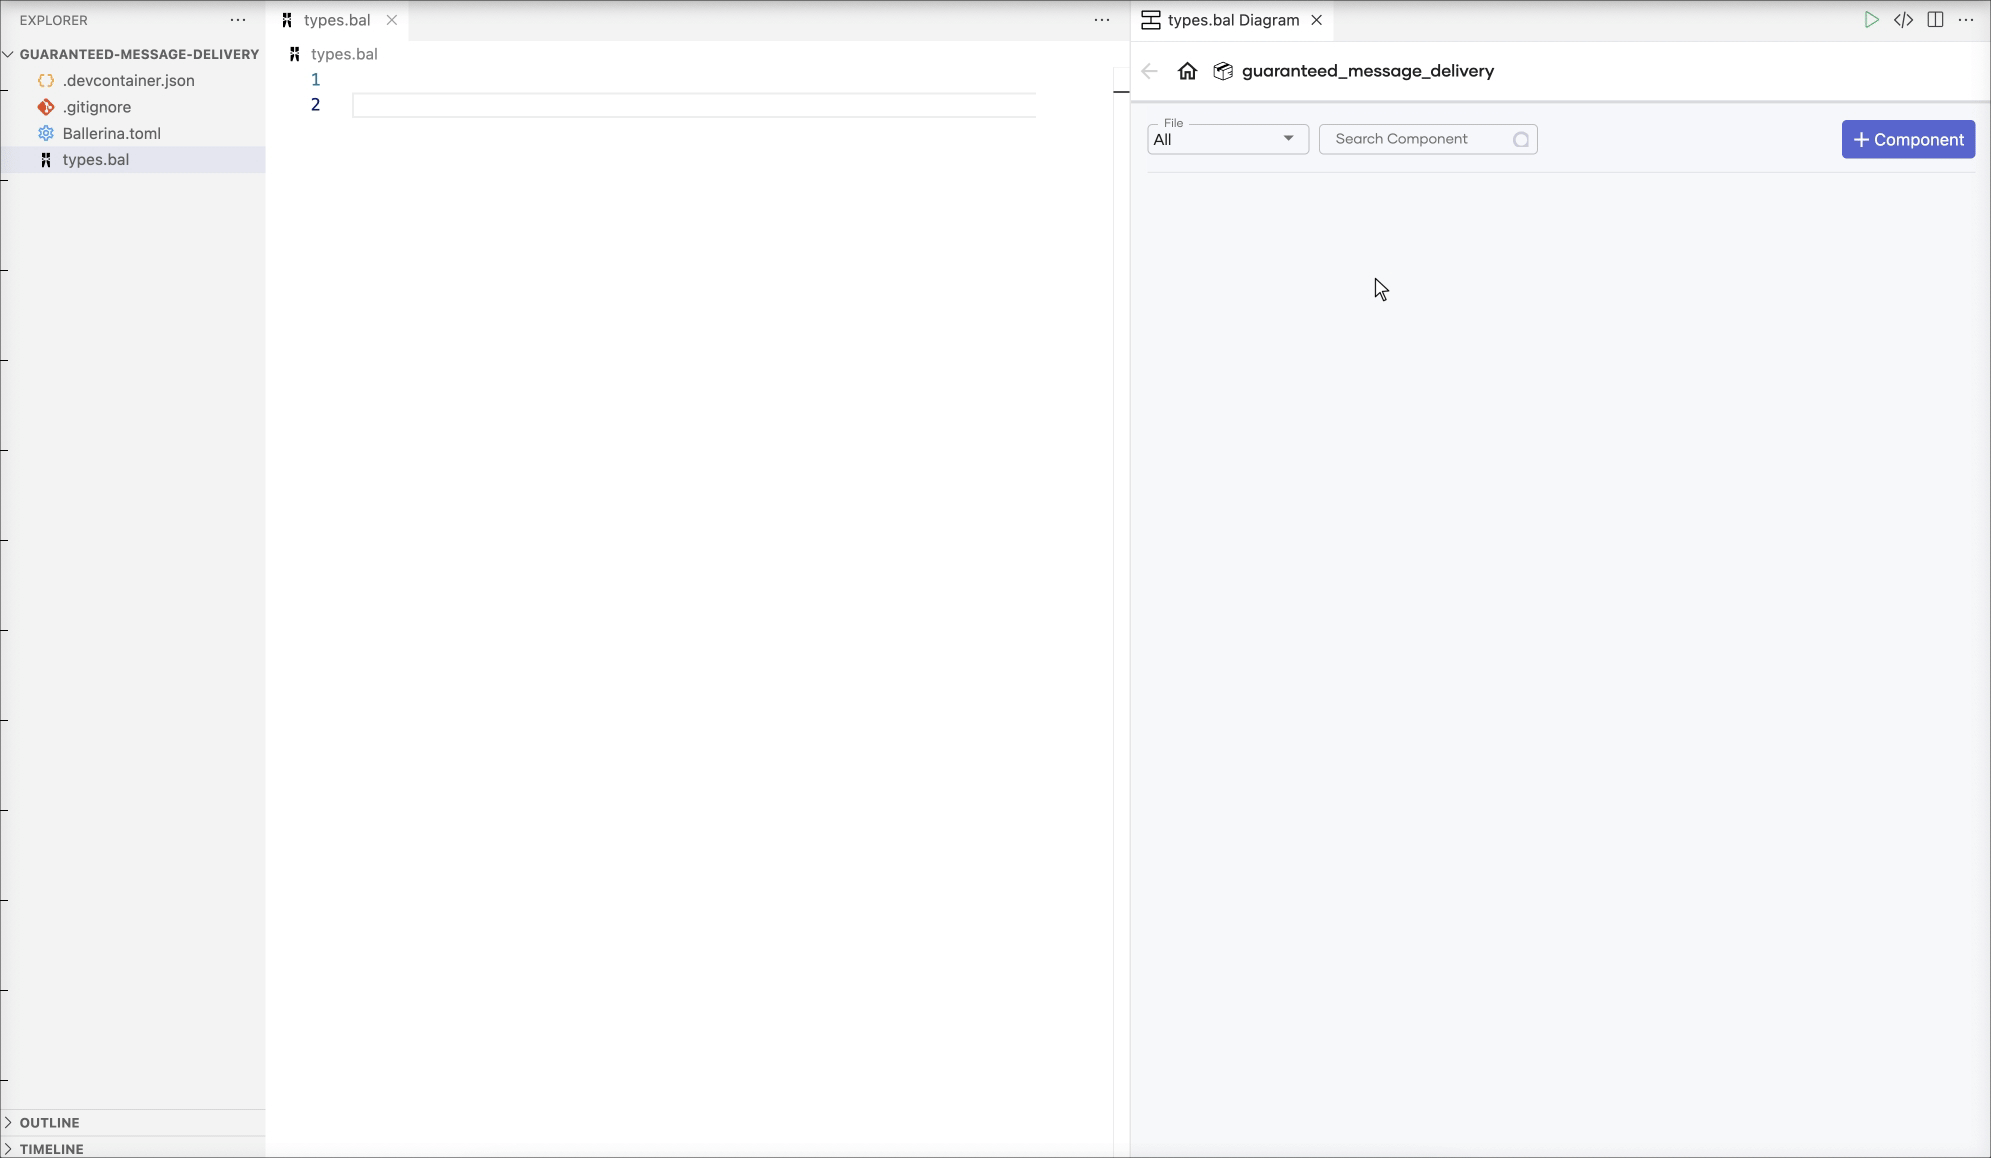 EXPLORER
GUARANTEED-MESSAGE-DELIVERY
.devcontainer.json
.gitignore
Ballerina.toml
types.bal
OUTLINE
TIMELINE
types.bal
types.bal
1
2
types.bal Diagram
guaranteed_message_delivery
File
All
Search Component
+ Component